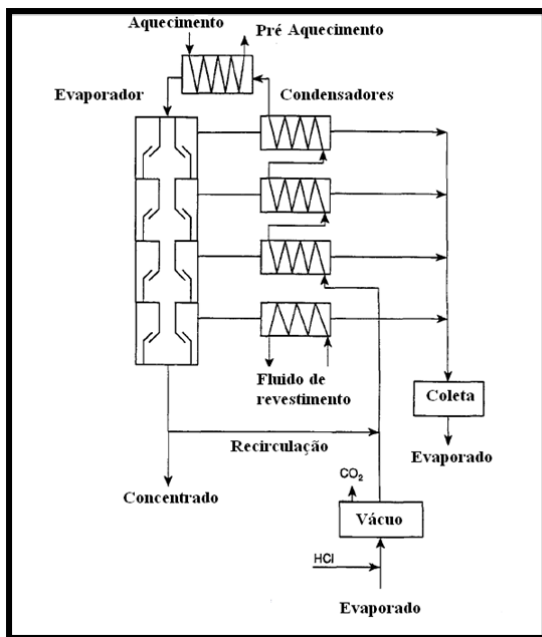 Aquecimento
Pré Aquecimento
Evaporador
Condensadores
Fluido de
revestimento
Coleta
Recirculação
Evaporado
CO₂
Concentrado
Vácuo
HCl
Evaporado